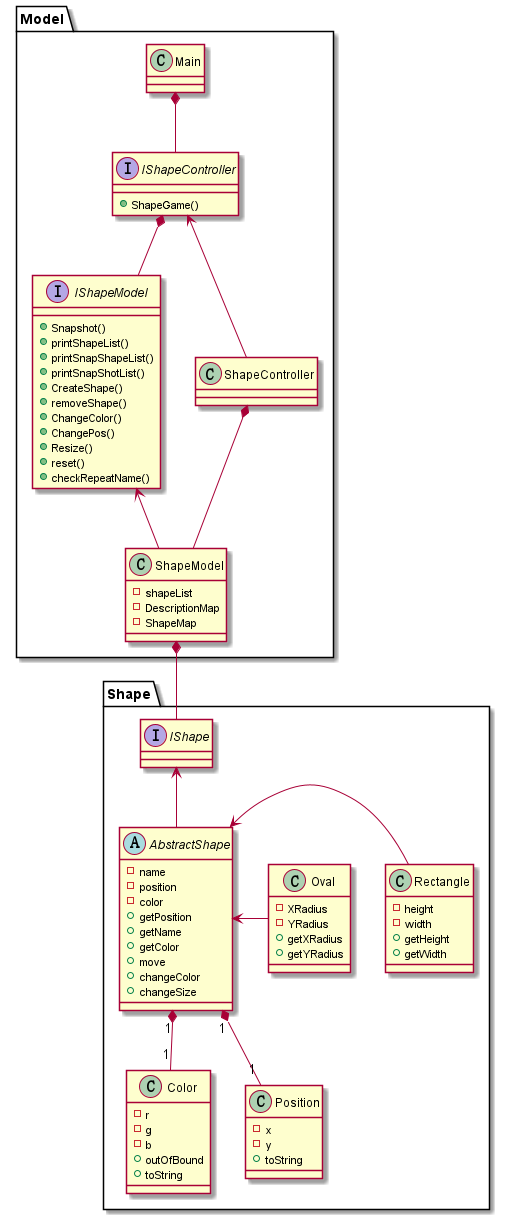 Model
C Main
I IShapeController
ShapeGame()
I IShapeModel
Snapshot()
printShapeList()
printSnapShapeList()
printSnapShotList()
CreateShape()
removeShape()
ChangeColor()
ChangePos()
Resize()
reset()
checkRepeatName()
C ShapeController
C ShapeModel
shapeList
DescriptionMap
ShapeMap
Shape
I IShape
A AbstractShape
name
position
color
getPosition
getName
getColor
move
changeColor
changeSize
C Oval
XRadius
YRadius
getXRadius
getYRadius
C Rectangle
height
width
getHeight
getWidth
1
1
1
1
C Color
r
g
b
outOfBound
toString
C Position
x
y
toString